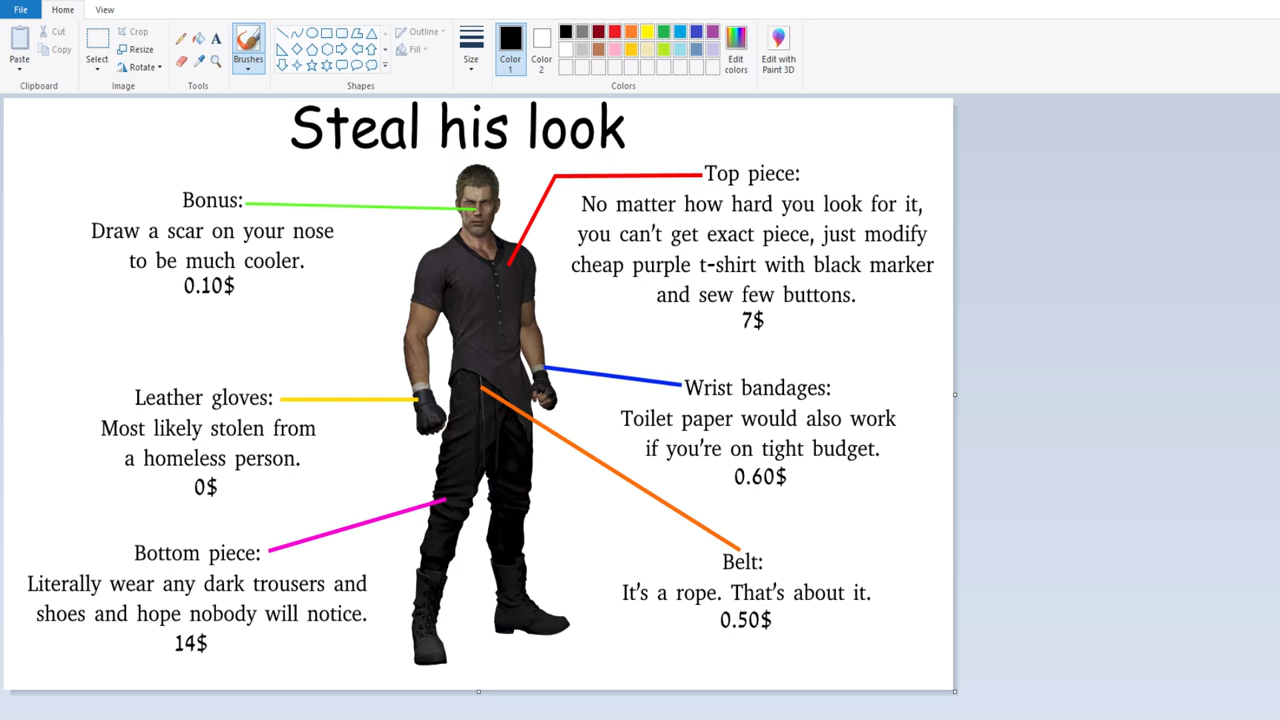 File Home View
Paste
Cut
Copy
Clipboard
Select
Crop
Resize
Rotate
Image
A
Tools
Brushes
Outline
Fill
Shapes
Size
Color 1
Color 2
Edit colors
Colors
Edit with Paint 3D
Steal his look
Bonus:
Draw a scar on your nose
to be much cooler.
0.10$
Top piece:
No matter how hard you look for it,
you can't get exact piece, just modify
cheap purple t-shirt with black marker
and sew few buttons.
7$
Leather gloves:
Most likely stolen from
a homeless person.
0$
Wrist bandages:
Toilet paper would also work
if you're on tight budget.
0.60$
Bottom piece:
Literally wear any dark trousers and
shoes and hope nobody will notice.
14$
Belt:
It's a rope. That's about it.
0.50$